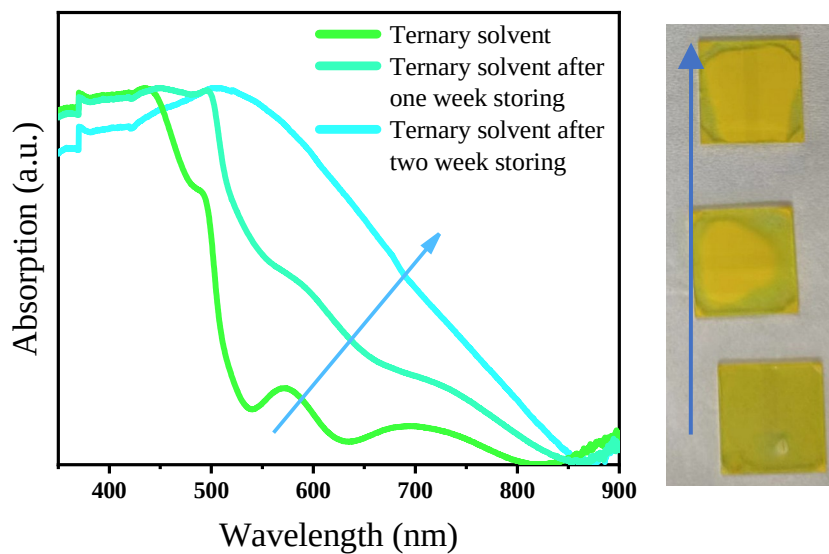 Ternary solvent
Ternary solvent after
one week storing
Ternary solvent after
two week storing
Absorption (a.u.)
400 500 600 700 800 900
Wavelength (nm)